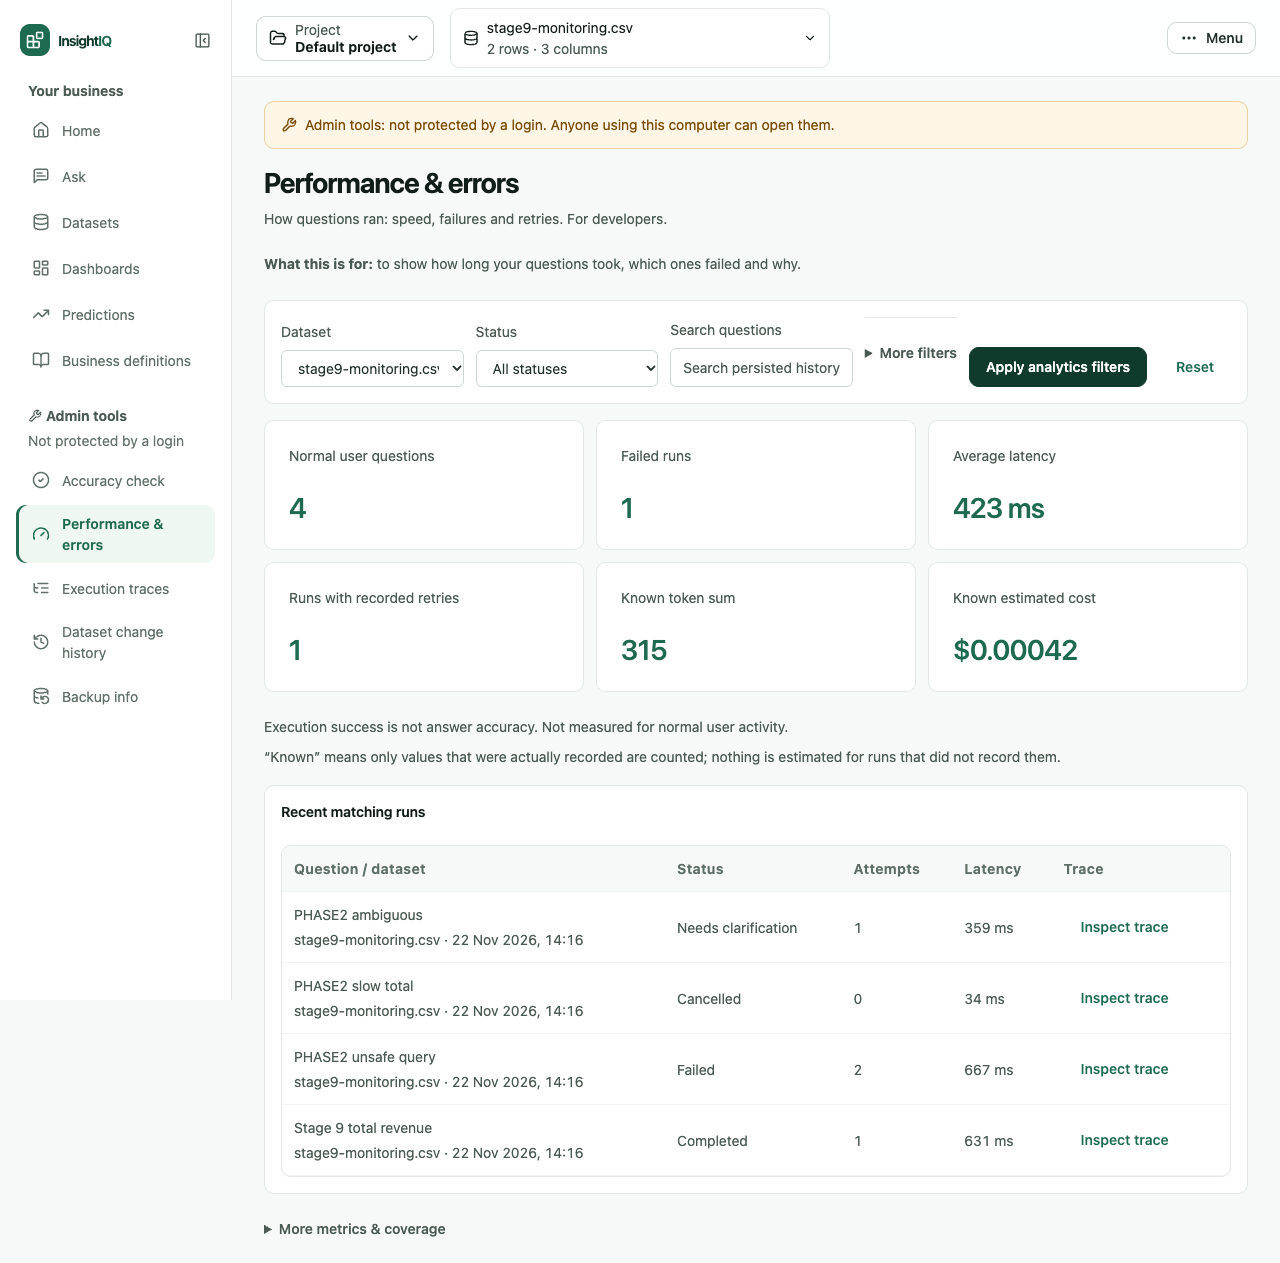 InsightIQ
Project
Default project
stage9-monitoring.csv
2 rows · 3 columns
Menu
Your business
Home
Ask
Datasets
Dashboards
Predictions
Business definitions
Admin tools
Not protected by a login
Accuracy check
Performance &
errors
Execution traces
Dataset change
history
Backup info
Admin tools: not protected by a login. Anyone using this computer can open them.
Performance & errors
How questions ran: speed, failures and retries. For developers.
What this is for: to show how long your questions took, which ones failed and why.
Dataset
stage9-monitoring.csv
Status
All statuses
Search questions
Search persisted history
More filters
Apply analytics filters
Reset
Normal user questions
4
Failed runs
1
Average latency
423 ms
Runs with recorded retries
1
Known token sum
315
Known estimated cost
$0.00042
Execution success is not answer accuracy. Not measured for normal user activity.
“Known” means only values that were actually recorded are counted; nothing is estimated for runs that did not record them.
Recent matching runs
Question / dataset Status Attempts Latency Trace
PHASE2 ambiguous
stage9-monitoring.csv · 22 Nov 2026, 14:16
Needs clarification 1 359 ms Inspect trace
PHASE2 slow total
stage9-monitoring.csv · 22 Nov 2026, 14:16
Cancelled 0 34 ms Inspect trace
PHASE2 unsafe query
stage9-monitoring.csv · 22 Nov 2026, 14:16
Failed 2 667 ms Inspect trace
Stage 9 total revenue
stage9-monitoring.csv · 22 Nov 2026, 14:16
Completed 1 631 ms Inspect trace
More metrics & coverage